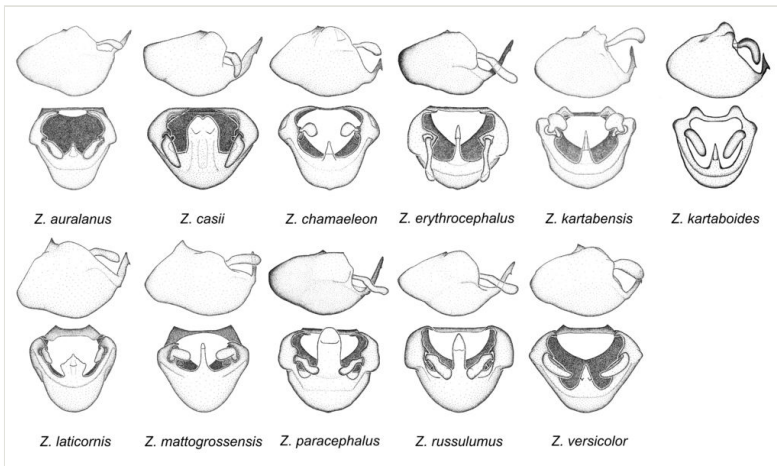 Z. auralanus Z. casii Z. chamaeleon Z. erythrocephalus Z. kartabensis Z. kartaboides
Z. laticornis Z. mattogrossensis Z. paracephalus Z. russulumus Z. versicolor